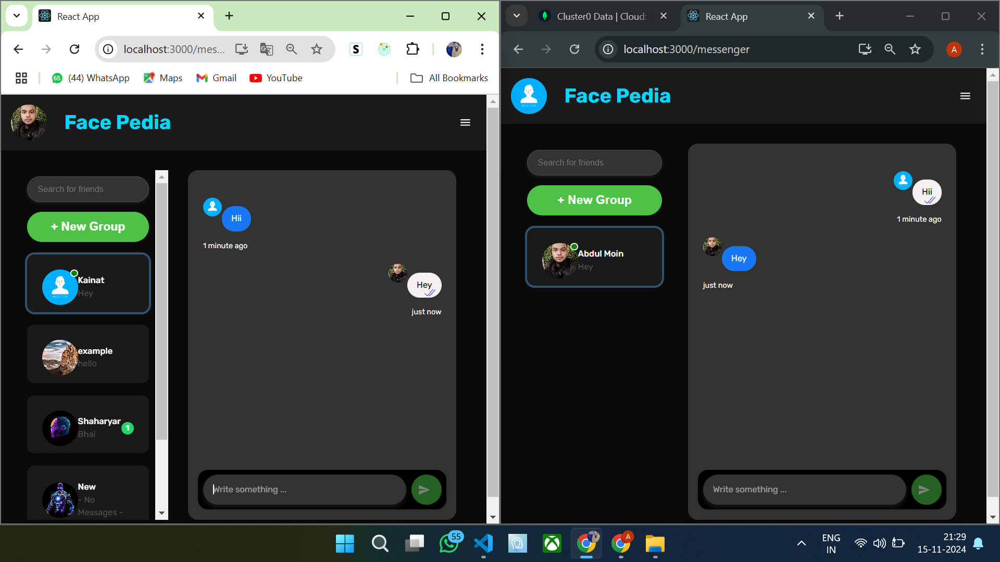 React App
localhost:3000/mes...
(44) WhatsApp
Maps
Gmail
YouTube
All Bookmarks
Face Pedia
Search for friends
+ New Group
Kainat
Hey
example
hello
Shaharyar
Bhai
1
New
- No
Messages -
Hii
1 minute ago
Hey
just now
Write something ...
Cluster0 Data | Cloud:
React App
localhost:3000/messenger
A
Face Pedia
Search for friends
+ New Group
Abdul Moin
Hey
Hii
1 minute ago
Hey
just now
Write something ...
55
A
ENG
IN
21:29
15-11-2024